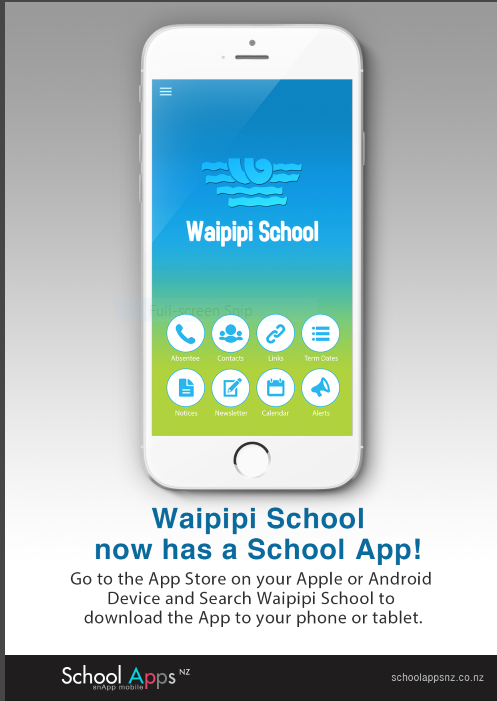 Waipipi School
Full-screen Snip
Absentee Contacts Links Term Dates
Notices Newsletter Calendar Alerts
Waipipi School
now has a School App!
Go to the App Store on your Apple or Android
Device and Search Waipipi School to
download the App to your phone or tablet.
School Apps NZ
snApp mobile
schoolappsnz.co.nz